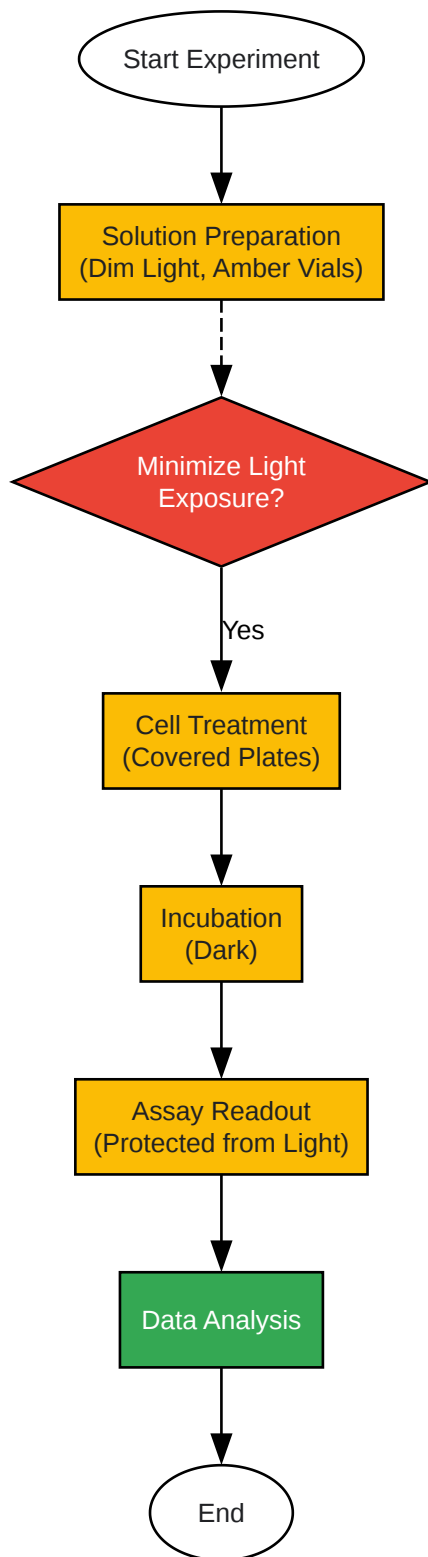 Start Experiment
Solution Preparation
(Dim Light, Amber Vials)
Minimize Light
Exposure?
Yes
Cell Treatment
(Covered Plates)
Incubation
(Dark)
Assay Readout
(Protected from Light)
Data Analysis
End